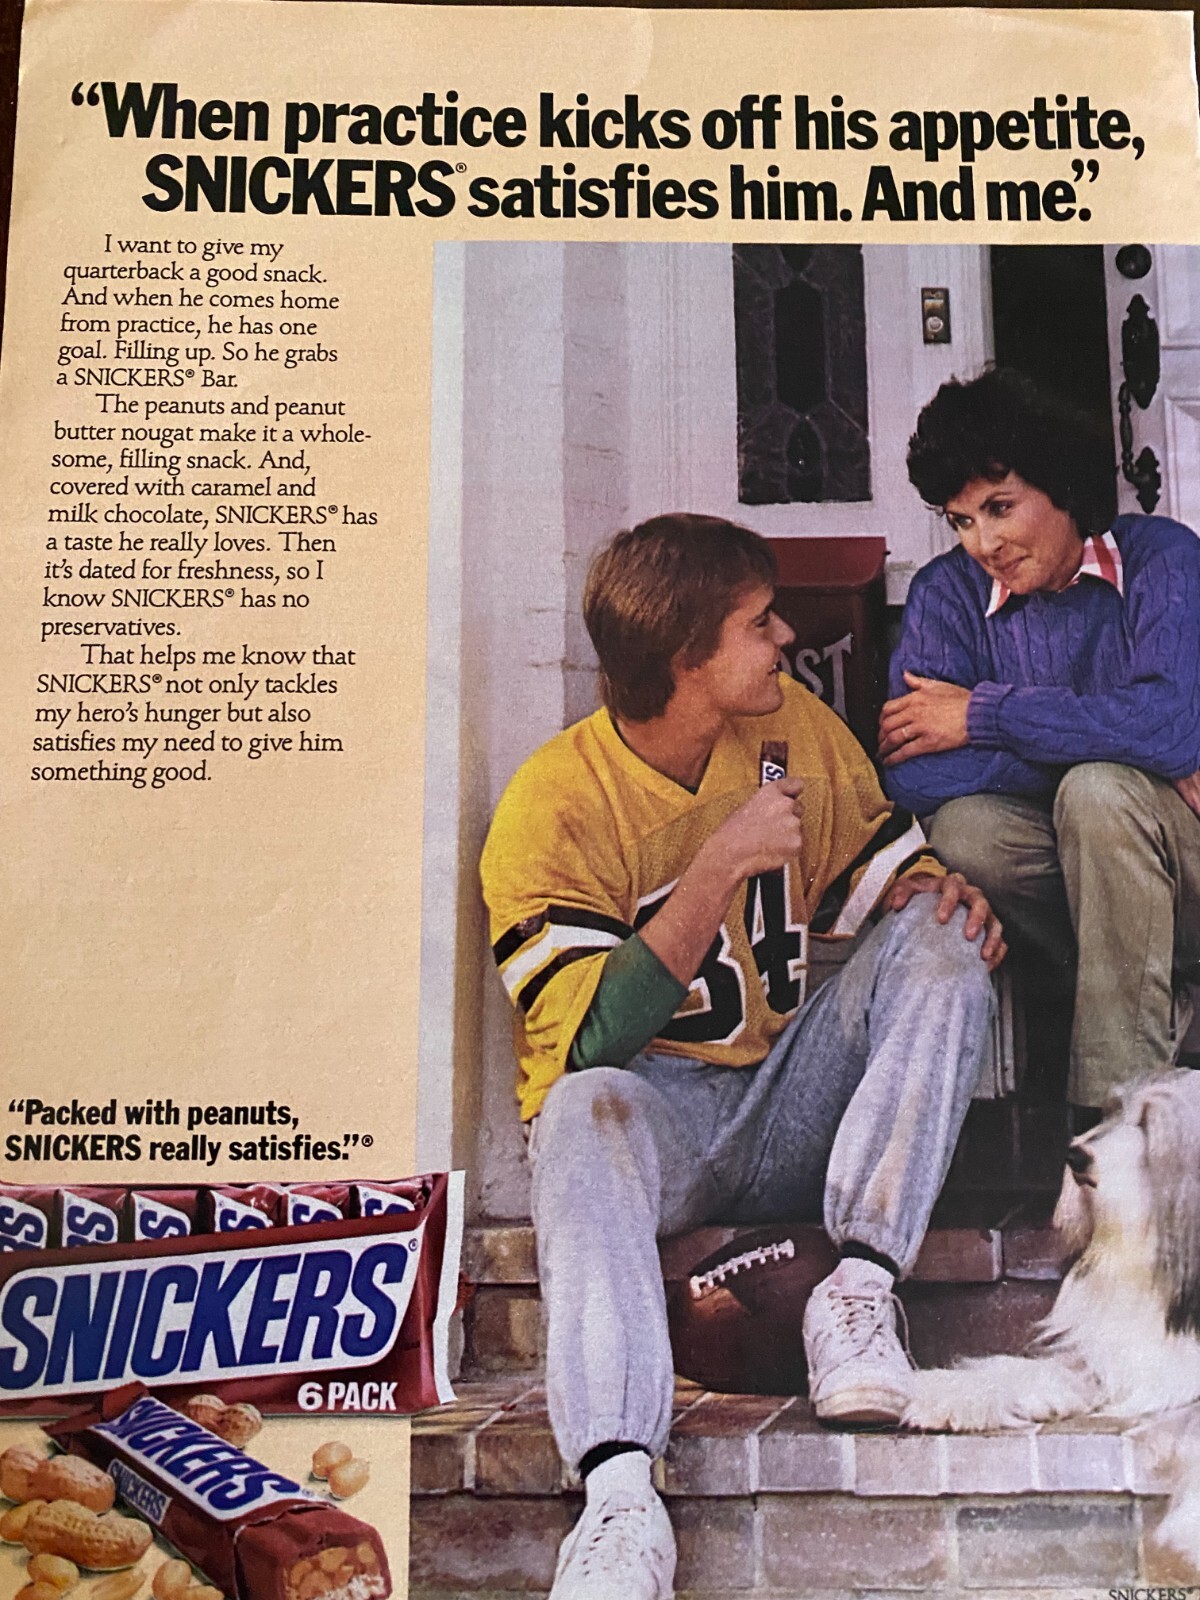 “When practice kicks off his appetite,
SNICKERS® satisfies him. And me.”
I want to give my
quarterback a good snack.
And when he comes home
from practice, he has one
goal. Filling up. So he grabs
a SNICKERS® Bar.
The peanuts and peanut
butter nougat make it a whole-
some, filling snack. And,
covered with caramel and
milk chocolate, SNICKERS® has
a taste he really loves. Then
it’s dated for freshness, so I
know SNICKERS® has no
preservatives.
That helps me know that
SNICKERS® not only tackles
my hero’s hunger but also
satisfies my need to give him
something good.
ST
34
“Packed with peanuts,
SNICKERS really satisfies.”®
SNICKERS®
6 PACK
SNICKERS
SNICKERS
SNICKERS®